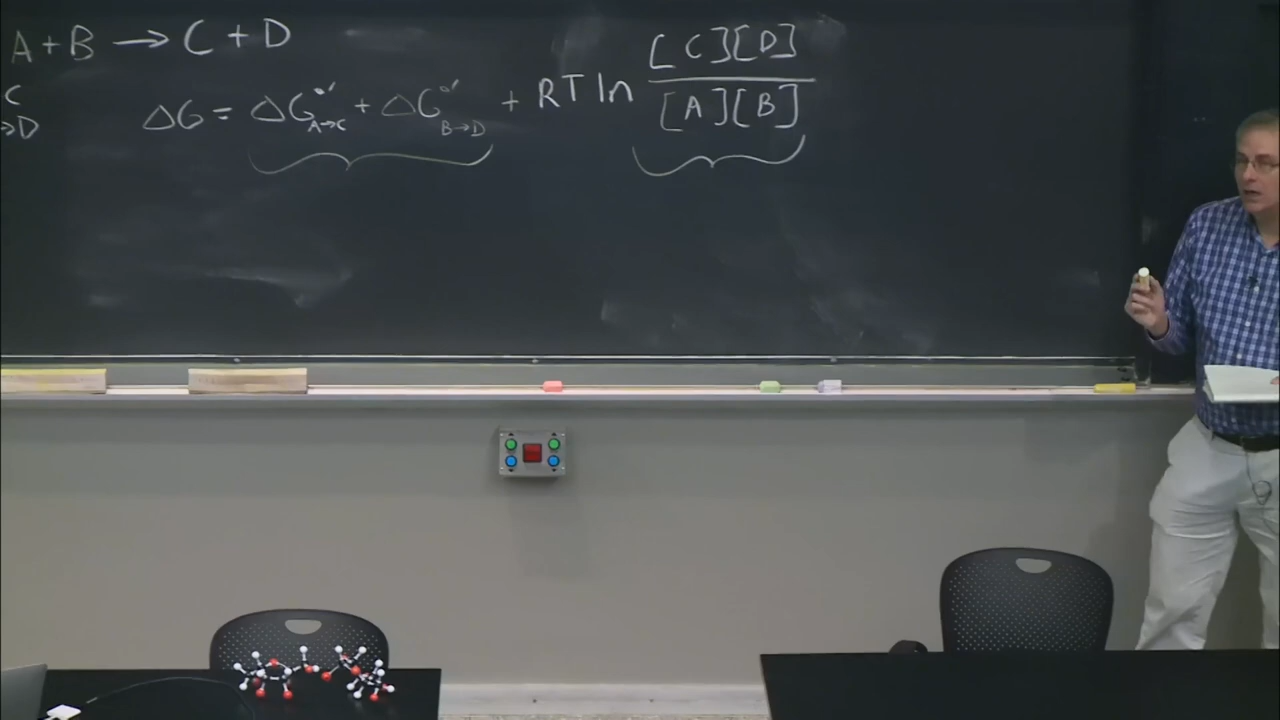 A + B → C + D
C
→D
ΔG = ΔG°′ A→C + ΔG°′ B→D + RT ln [C][D] / [A][B]